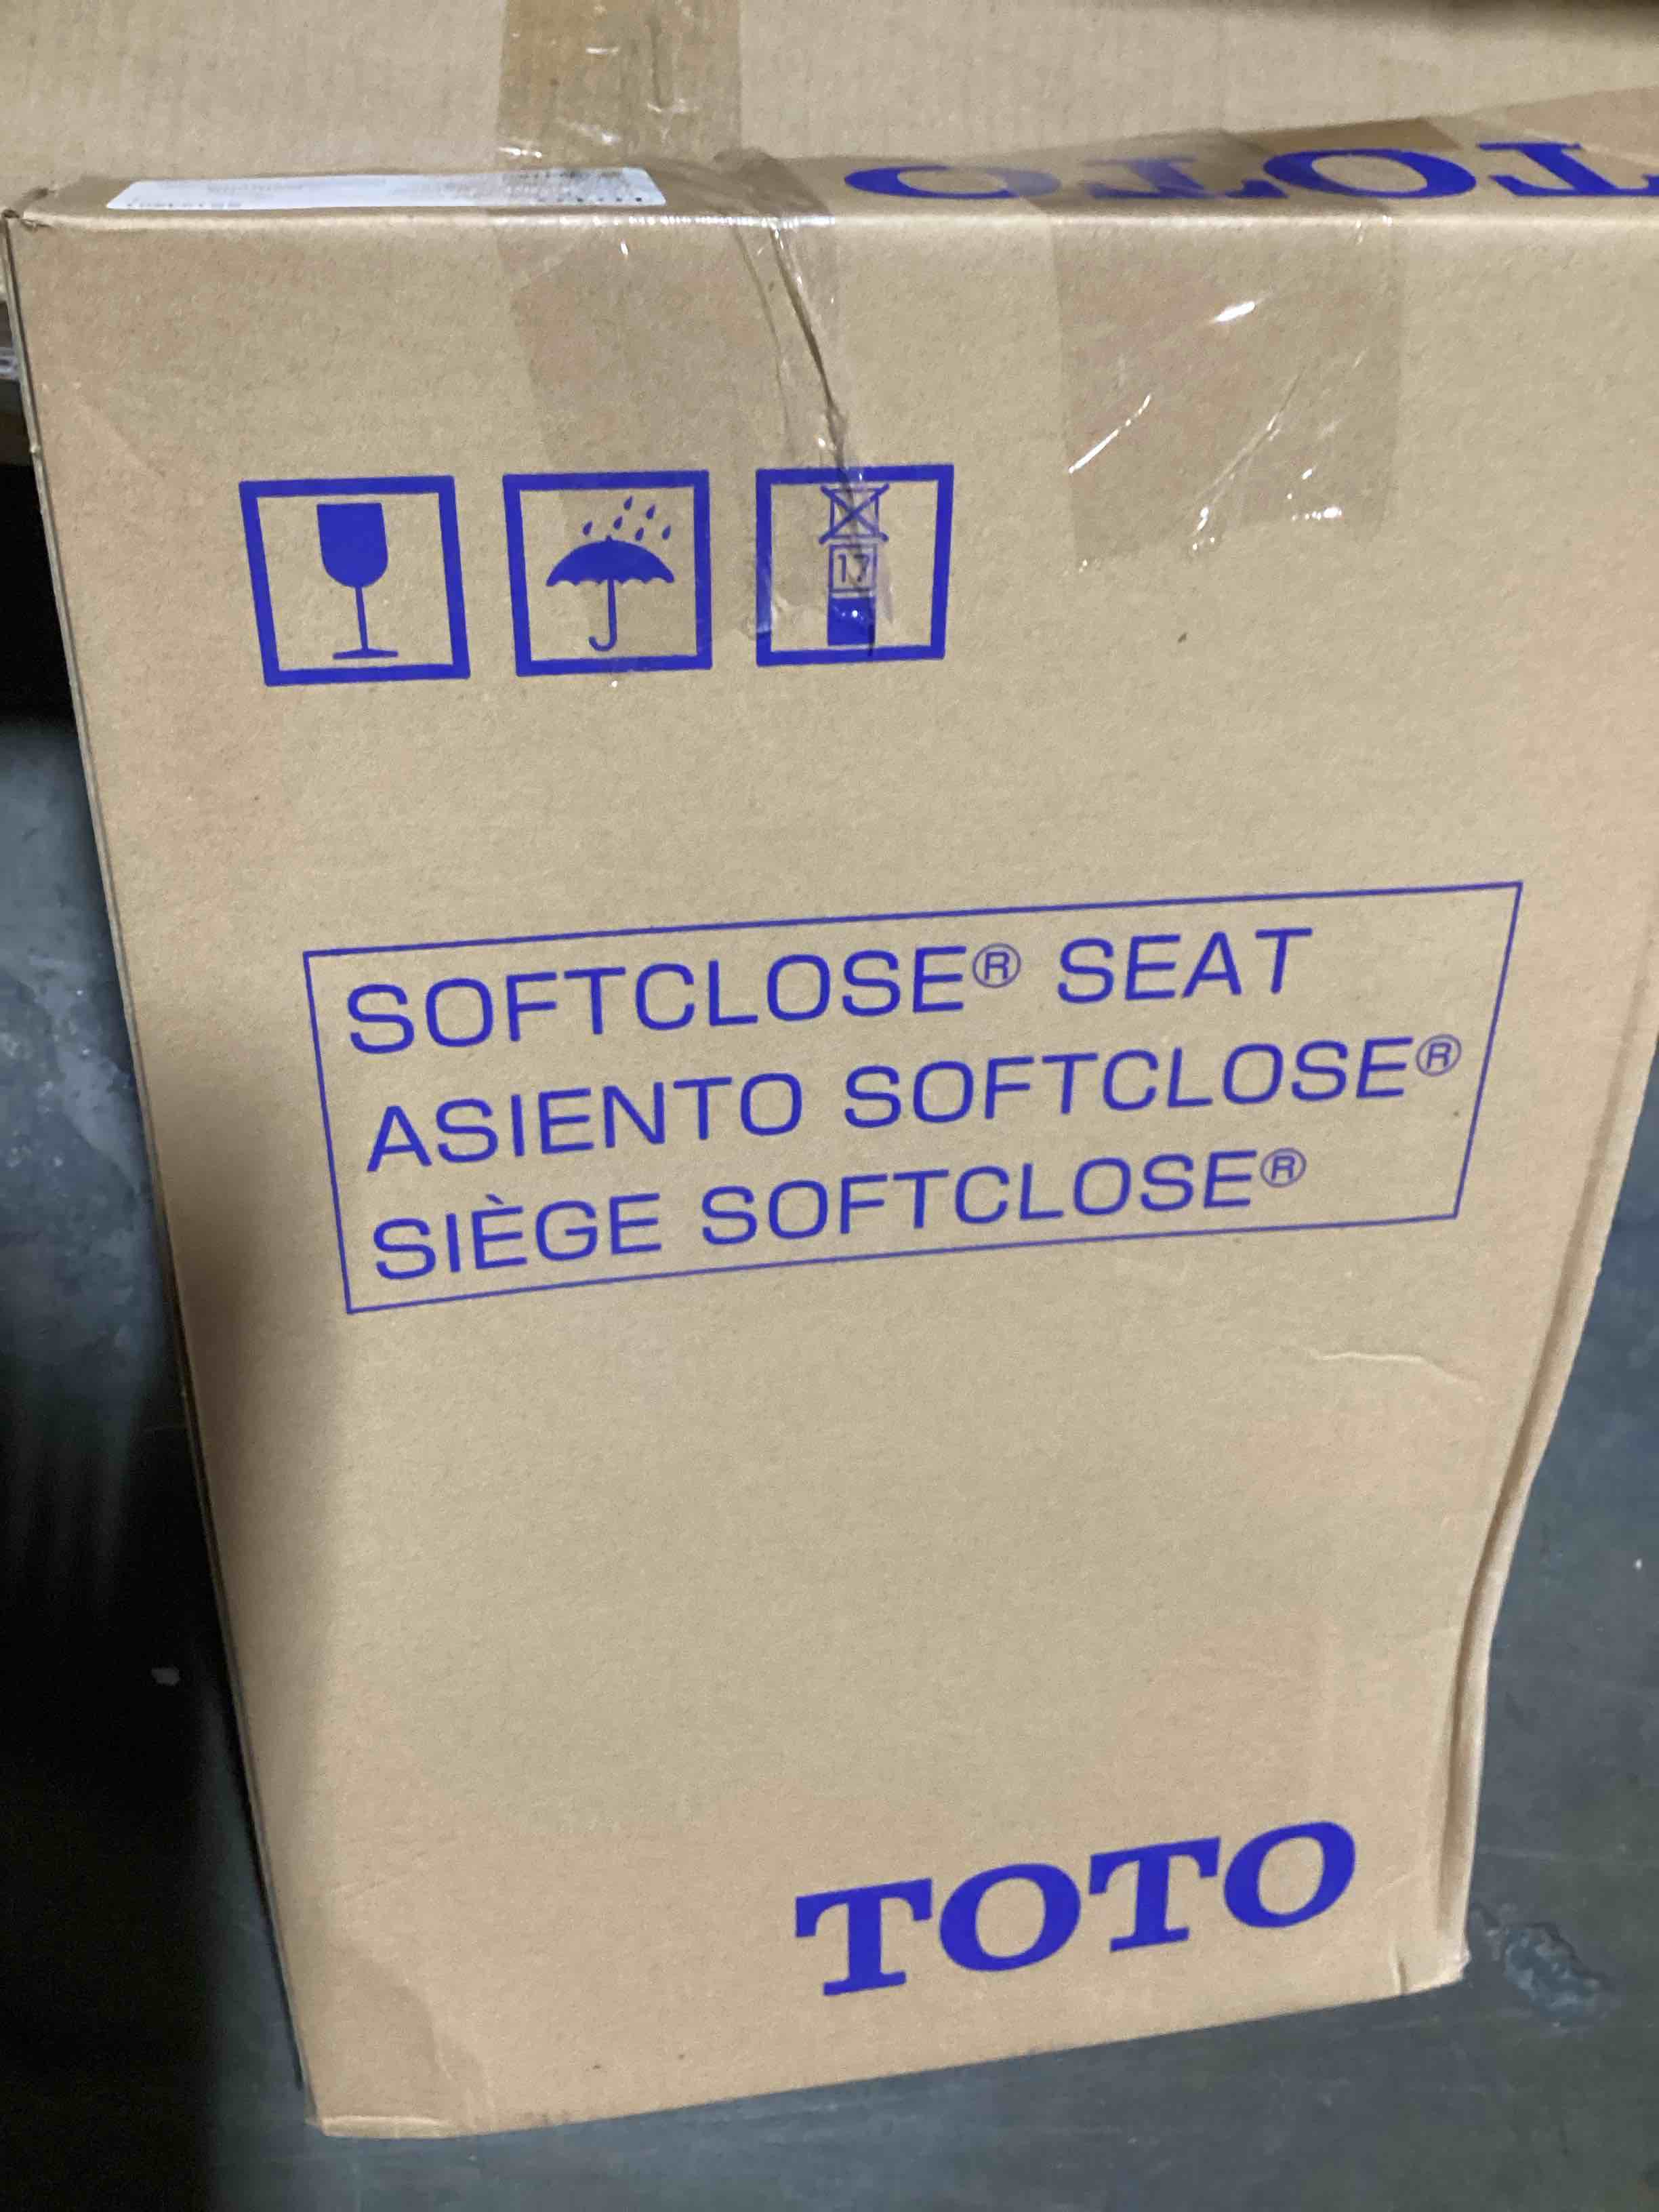 TOTO
17
SOFTCLOSE® SEAT
ASIENTO SOFTCLOSE®
SIÈGE SOFTCLOSE®
TOTO